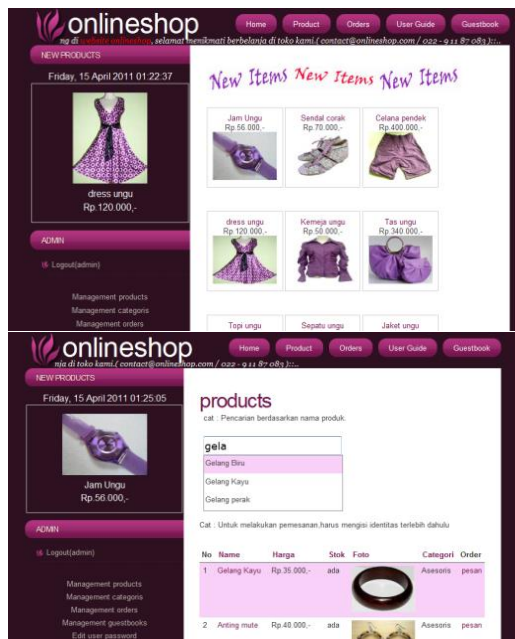 onlineshop
Home Product Orders User Guide Guestbook
ng di website onlineshop, selamat menikmati berbelanja di toko kami.( contact@onlineshop.com / 022 - 911 87 083 )::..
NEW PRODUCTS
Friday, 15 April 2011 01:22:37
dress ungu
Rp.120.000,-
ADMIN
Logout(admin)
Management products
Management categoris
Management orders
New Items New Items New Items
Jam Ungu Sendal corak Celana pendek
Rp.56.000,- Rp.70.000,- Rp.400.000,-
dress ungu Kemeja ungu Tas ungu
Rp.120.000,- Rp.50.000,- Rp.340.000,-
Topi ungu Sepatu ungu Jaket ungu
onlineshop
Home Product Orders User Guide Guestbook
nja di toko kami.( contact@onlineshop.com / 022 - 911 87 083 )::..
NEW PRODUCTS
Friday, 15 April 2011 01:25:05
Jam Ungu
Rp.56.000,-
ADMIN
Logout(admin)
Management products
Management categoris
Management orders
Management guestbooks
Edit user password
products
cat : Pencarian berdasarkan nama produk.
gela
Gelang Biru
Gelang Kayu
Gelang perak
Cat : Untuk melakukan pemesanan,harus mengisi identitas terlebih dahulu
No Name Harga Stok Foto Categori Order
1 Gelang Kayu Rp.35.000,- ada Asesoris pesan
2 Anting mute Rp.40.000,- ada Asesoris pesan